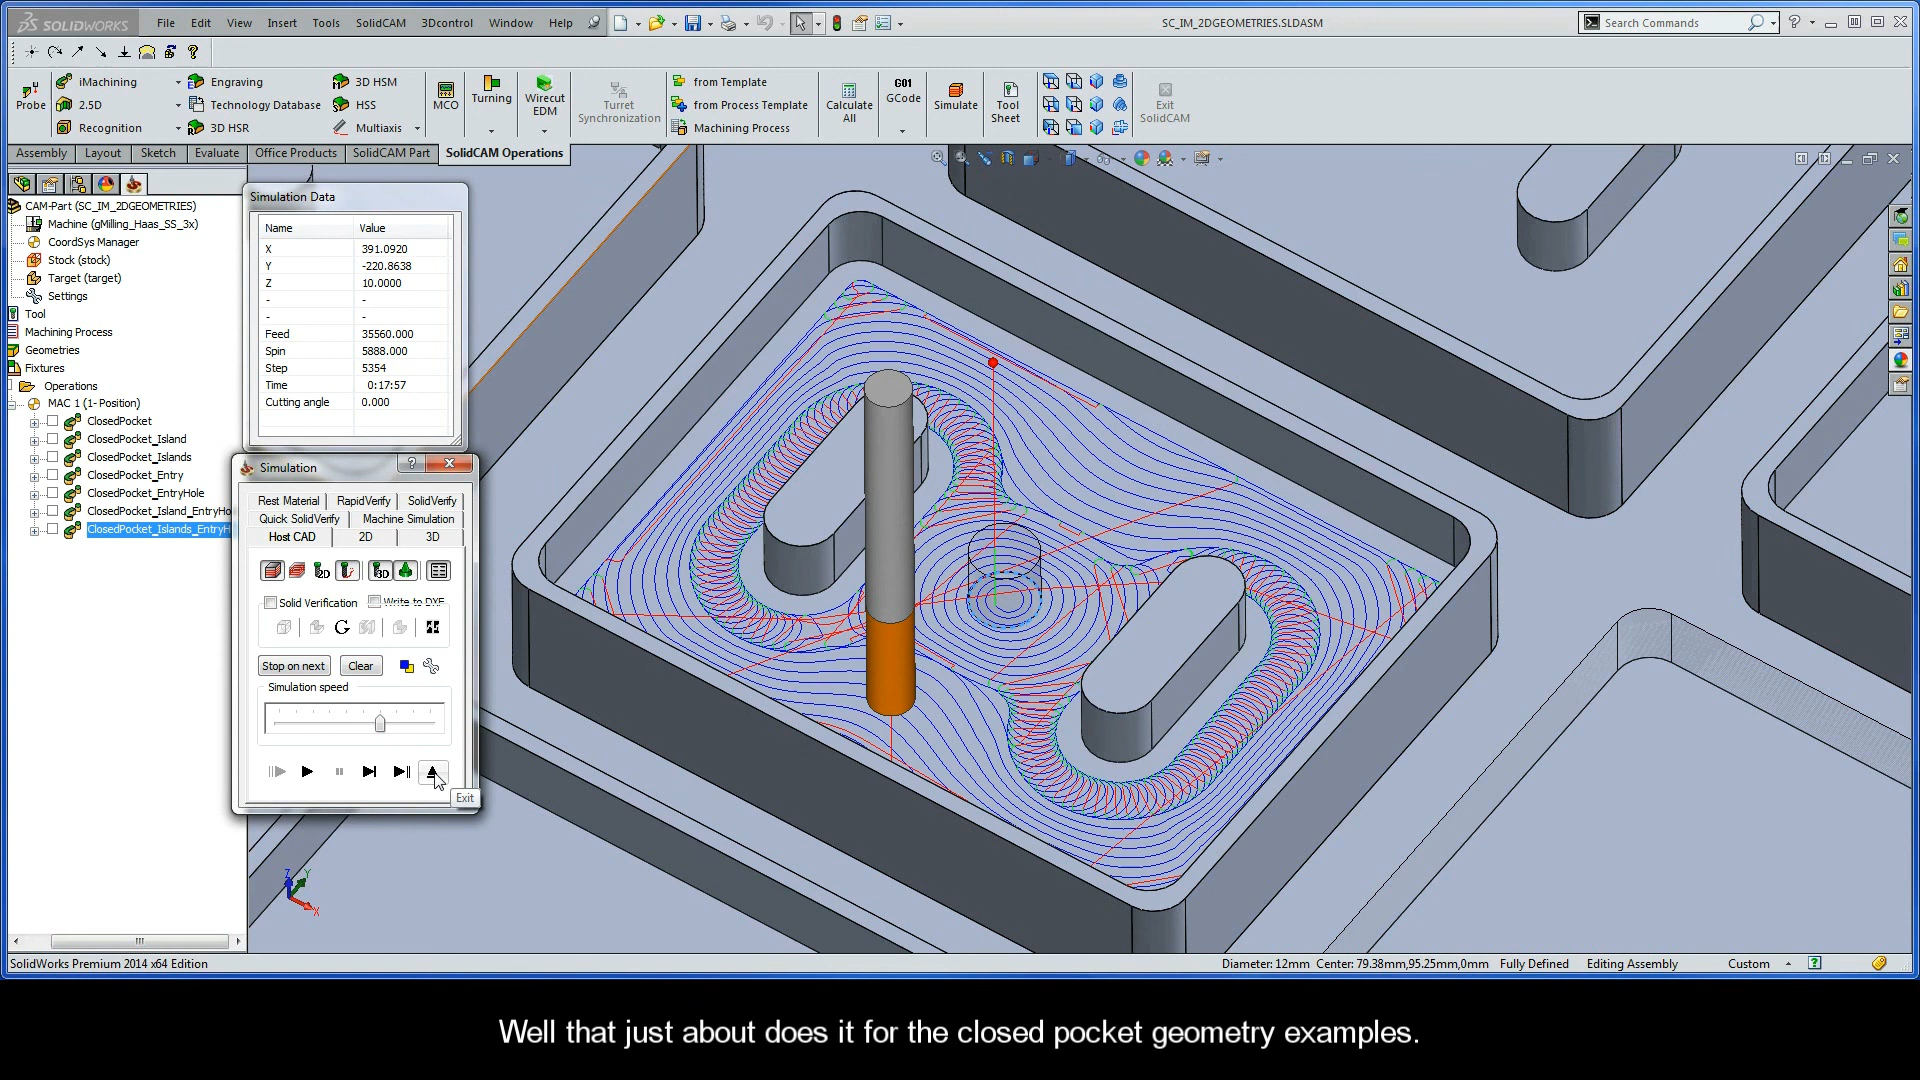 SOLIDWORKS File Edit View Insert Tools SolidCAM 3Dcontrol Window Help SC_IM_2DGEOMETRIES.SLDASM Search Commands
Probe iMachining 2.5D Recognition
Engraving Technology Database 3D HSR
3D HSM HSS Multiaxis
MCO Turning Wirecut EDM Turret Synchronization
from Template from Process Template Machining Process
Calculate All G01 GCode Simulate Tool Sheet Exit SolidCAM
Assembly Layout Sketch Evaluate Office Products SolidCAM Part SolidCAM Operations
CAM-Part (SC_IM_2DGEOMETRIES)
Machine (gMilling_Haas_SS_3x)
CoordSys Manager
Stock (stock)
Target (target)
Settings
Tool
Machining Process
Geometries
Fixtures
Operations
MAC 1 (1- Position)
ClosedPocket
ClosedPocket_Island
ClosedPocket_Islands
ClosedPocket_Entry
ClosedPocket_EntryHole
ClosedPocket_Island_EntryHo
ClosedPocket_Islands_EntryH
Simulation Data
Name Value
X 391.0920
Y -220.8638
Z 10.0000
- -
- -
Feed 35560.000
Spin 5888.000
Step 5354
Time 0:17:57
Cutting angle 0.000
Simulation
Rest Material RapidVerify SolidVerify
Quick SolidVerify Machine Simulation
Host CAD 2D 3D
2D 3D
Solid Verification Write to DXF
Stop on next Clear
Simulation speed
Exit
Z Y X
SolidWorks Premium 2014 x64 Edition Diameter: 12mm Center: 79.38mm,95.25mm,0mm Fully Defined Editing Assembly Custom
Well that just about does it for the closed pocket geometry examples.